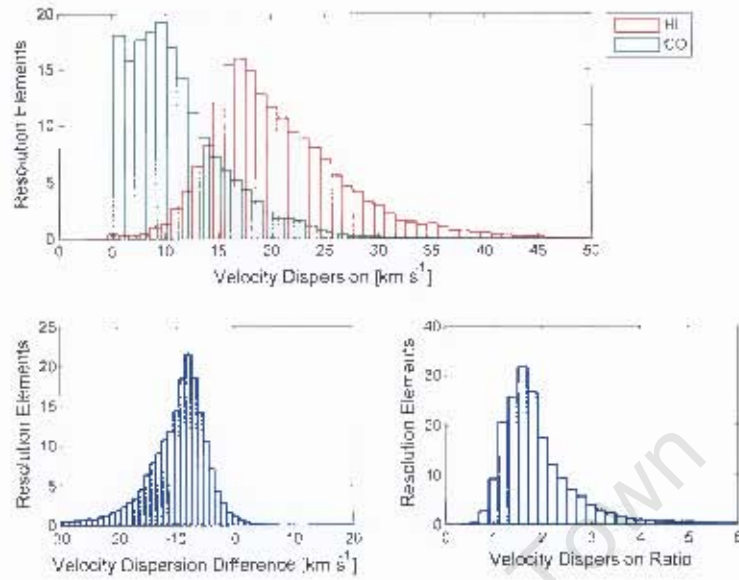 20
15
10
5
0
Resolution Elements
HI
CO
0 5 10 15 20 25 30 35 40 45 50
Velocity Dispersion [km s⁻¹]
25
20
15
10
5
0
Resolution Elements
-30 -20 -10 0 10 20
Velocity Dispersion Difference [km s⁻¹]
40
30
20
10
0
Resolution Elements
0 1 2 3 4 5 6
Velocity Dispersion Ratio
Town